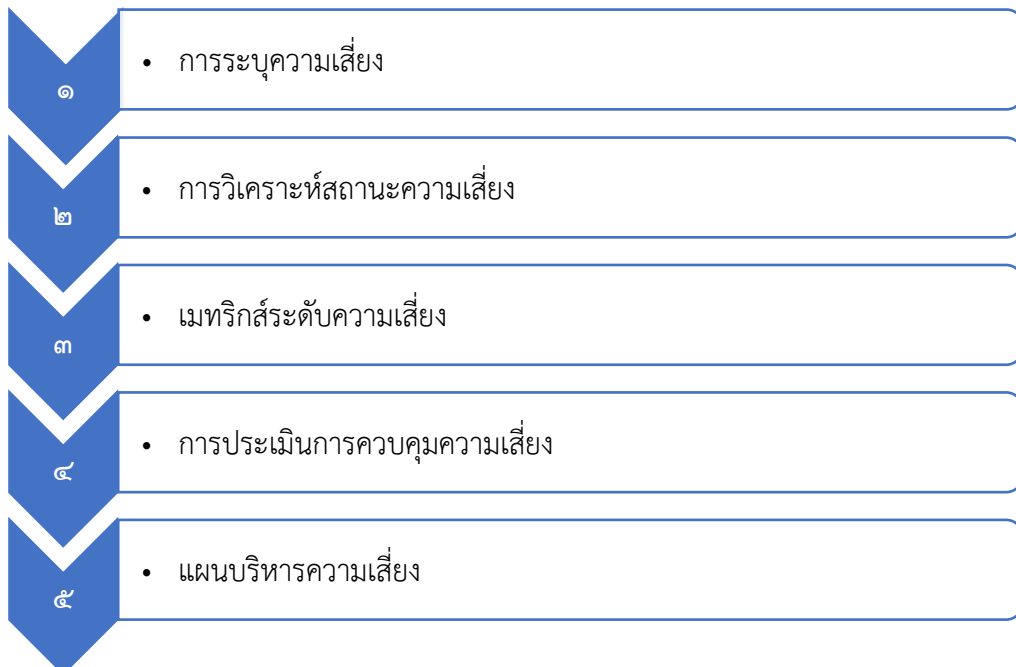 ๑
• การระบุความเสี่ยง
๒
• การวิเคราะห์สถานะความเสี่ยง
๓
• เมทริกส์ระดับความเสี่ยง
๔
• การประเมินการควบคุมความเสี่ยง
๕
• แผนบริหารความเสี่ยง